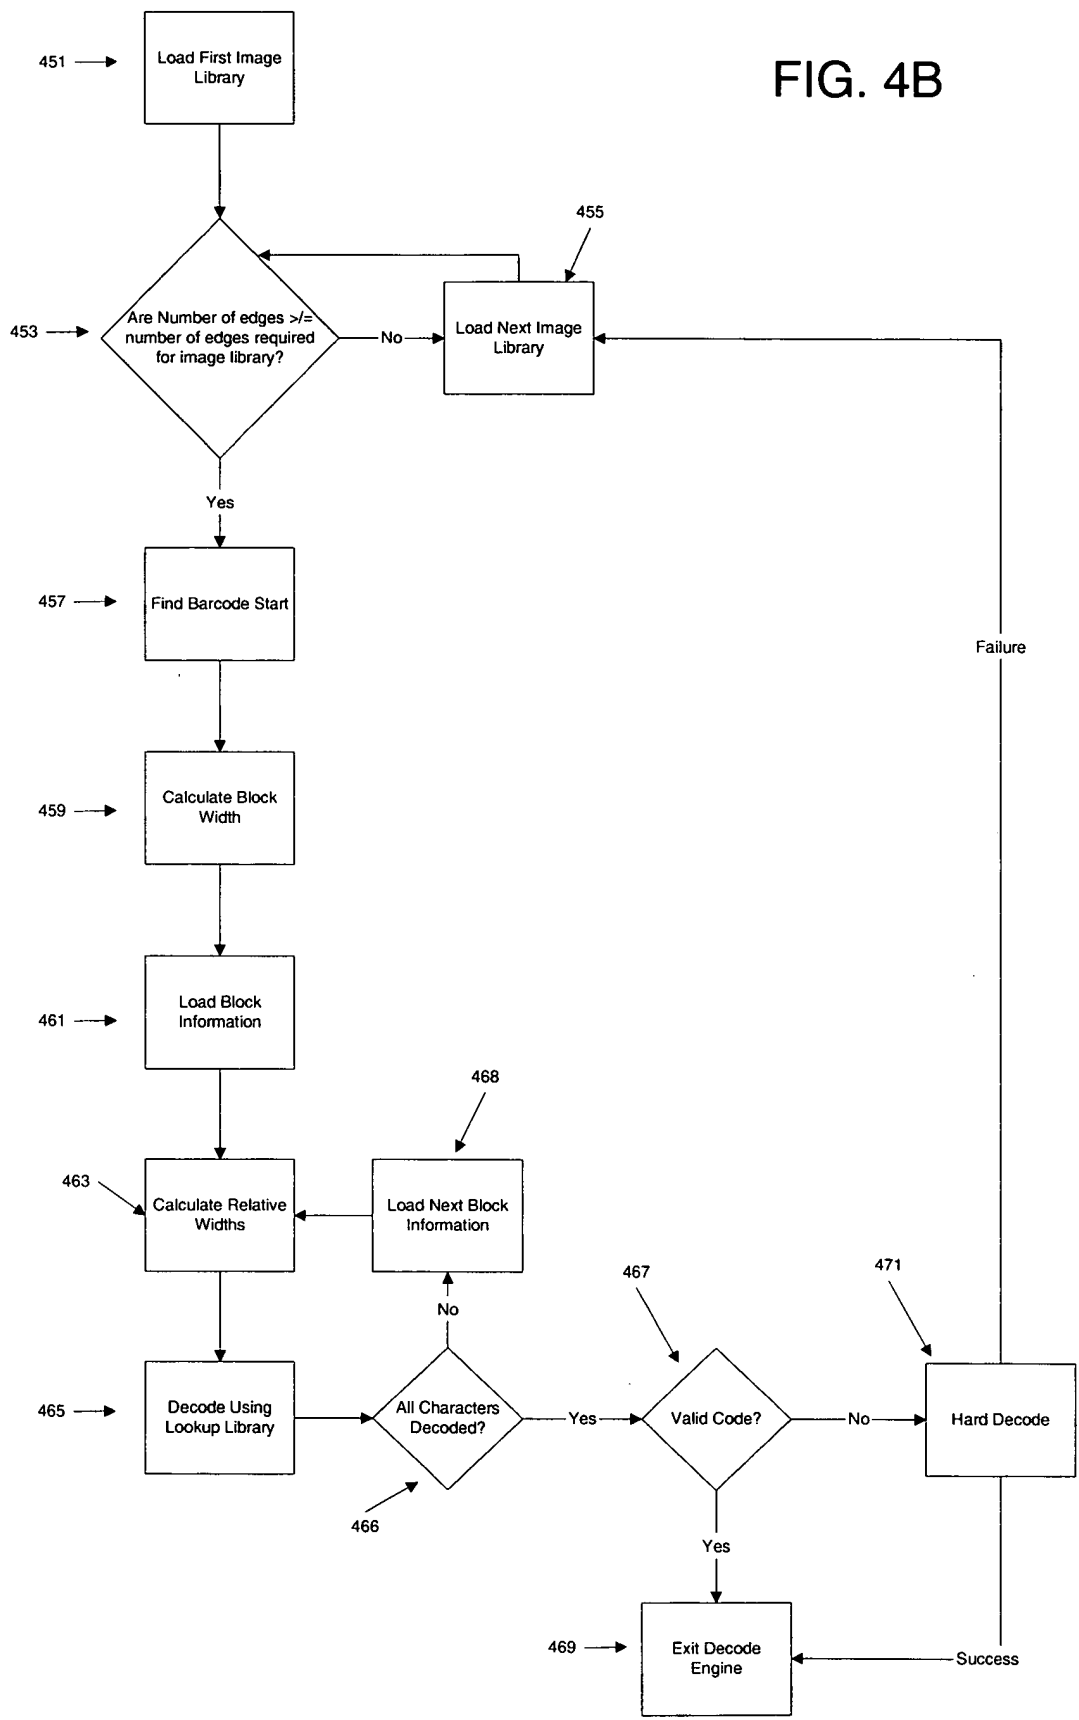 451
Load First Image
Library
FIG. 4B
455
453
Are Number of edges >/=
number of edges required
for image library?
No
Load Next Image
Library
Yes
457
Find Barcode Start
Failure
459
Calculate Block
Width
461
Load Block
Information
468
463
Calculate Relative
Widths
Load Next Block
Information
467
471
No
465
Decode Using
Lookup Library
All Characters
Decoded?
Yes
Valid Code?
No
Hard Decode
466
Yes
469
Exit Decode
Engine
Success